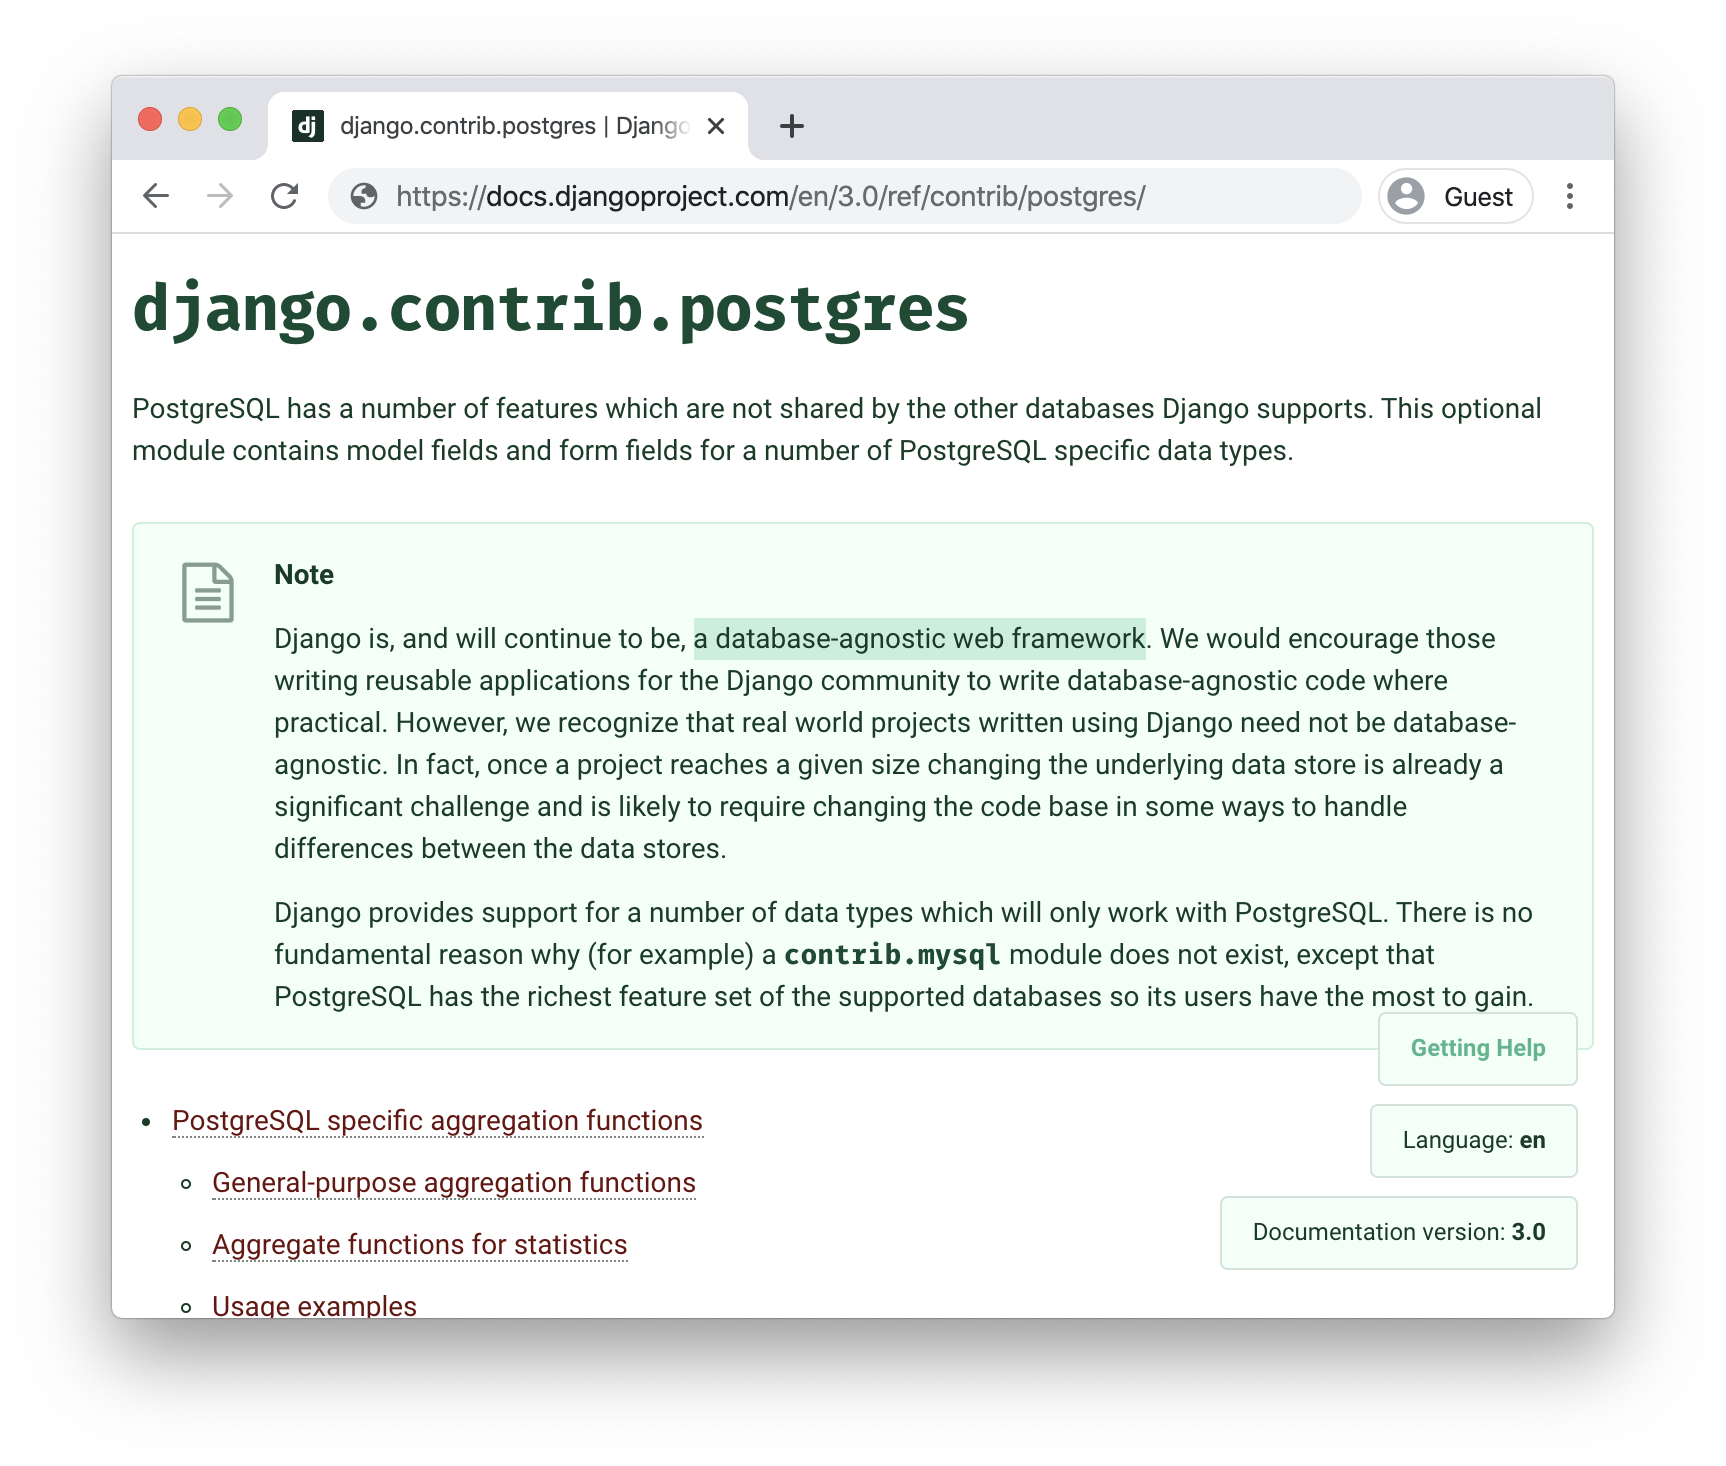 dj django.contrib.postgres | Django
https://docs.djangoproject.com/en/3.0/ref/contrib/postgres/
Guest
django.contrib.postgres
PostgreSQL has a number of features which are not shared by the other databases Django supports. This optional
module contains model fields and form fields for a number of PostgreSQL specific data types.
Note
Django is, and will continue to be, a database-agnostic web framework. We would encourage those
writing reusable applications for the Django community to write database-agnostic code where
practical. However, we recognize that real world projects written using Django need not be database-
agnostic. In fact, once a project reaches a given size changing the underlying data store is already a
significant challenge and is likely to require changing the code base in some ways to handle
differences between the data stores.
Django provides support for a number of data types which will only work with PostgreSQL. There is no
fundamental reason why (for example) a contrib.mysql module does not exist, except that
PostgreSQL has the richest feature set of the supported databases so its users have the most to gain.
Getting Help
PostgreSQL specific aggregation functions
Language: en
General-purpose aggregation functions
Documentation version: 3.0
Aggregate functions for statistics
Usage examples